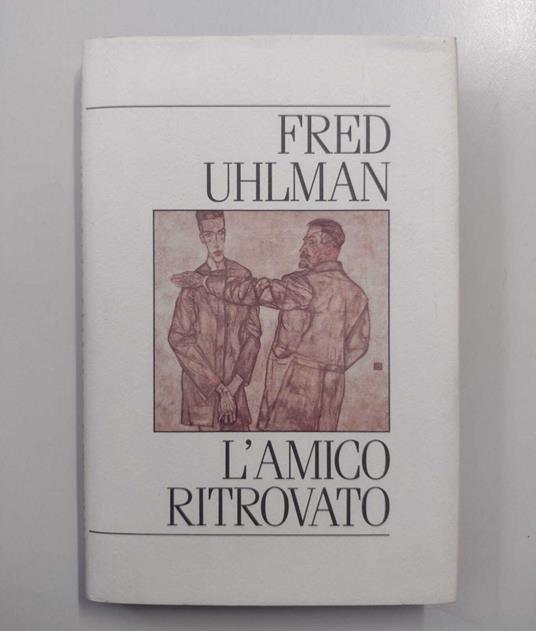 FRED
UHLMAN
L'AMICO
RITROVATO